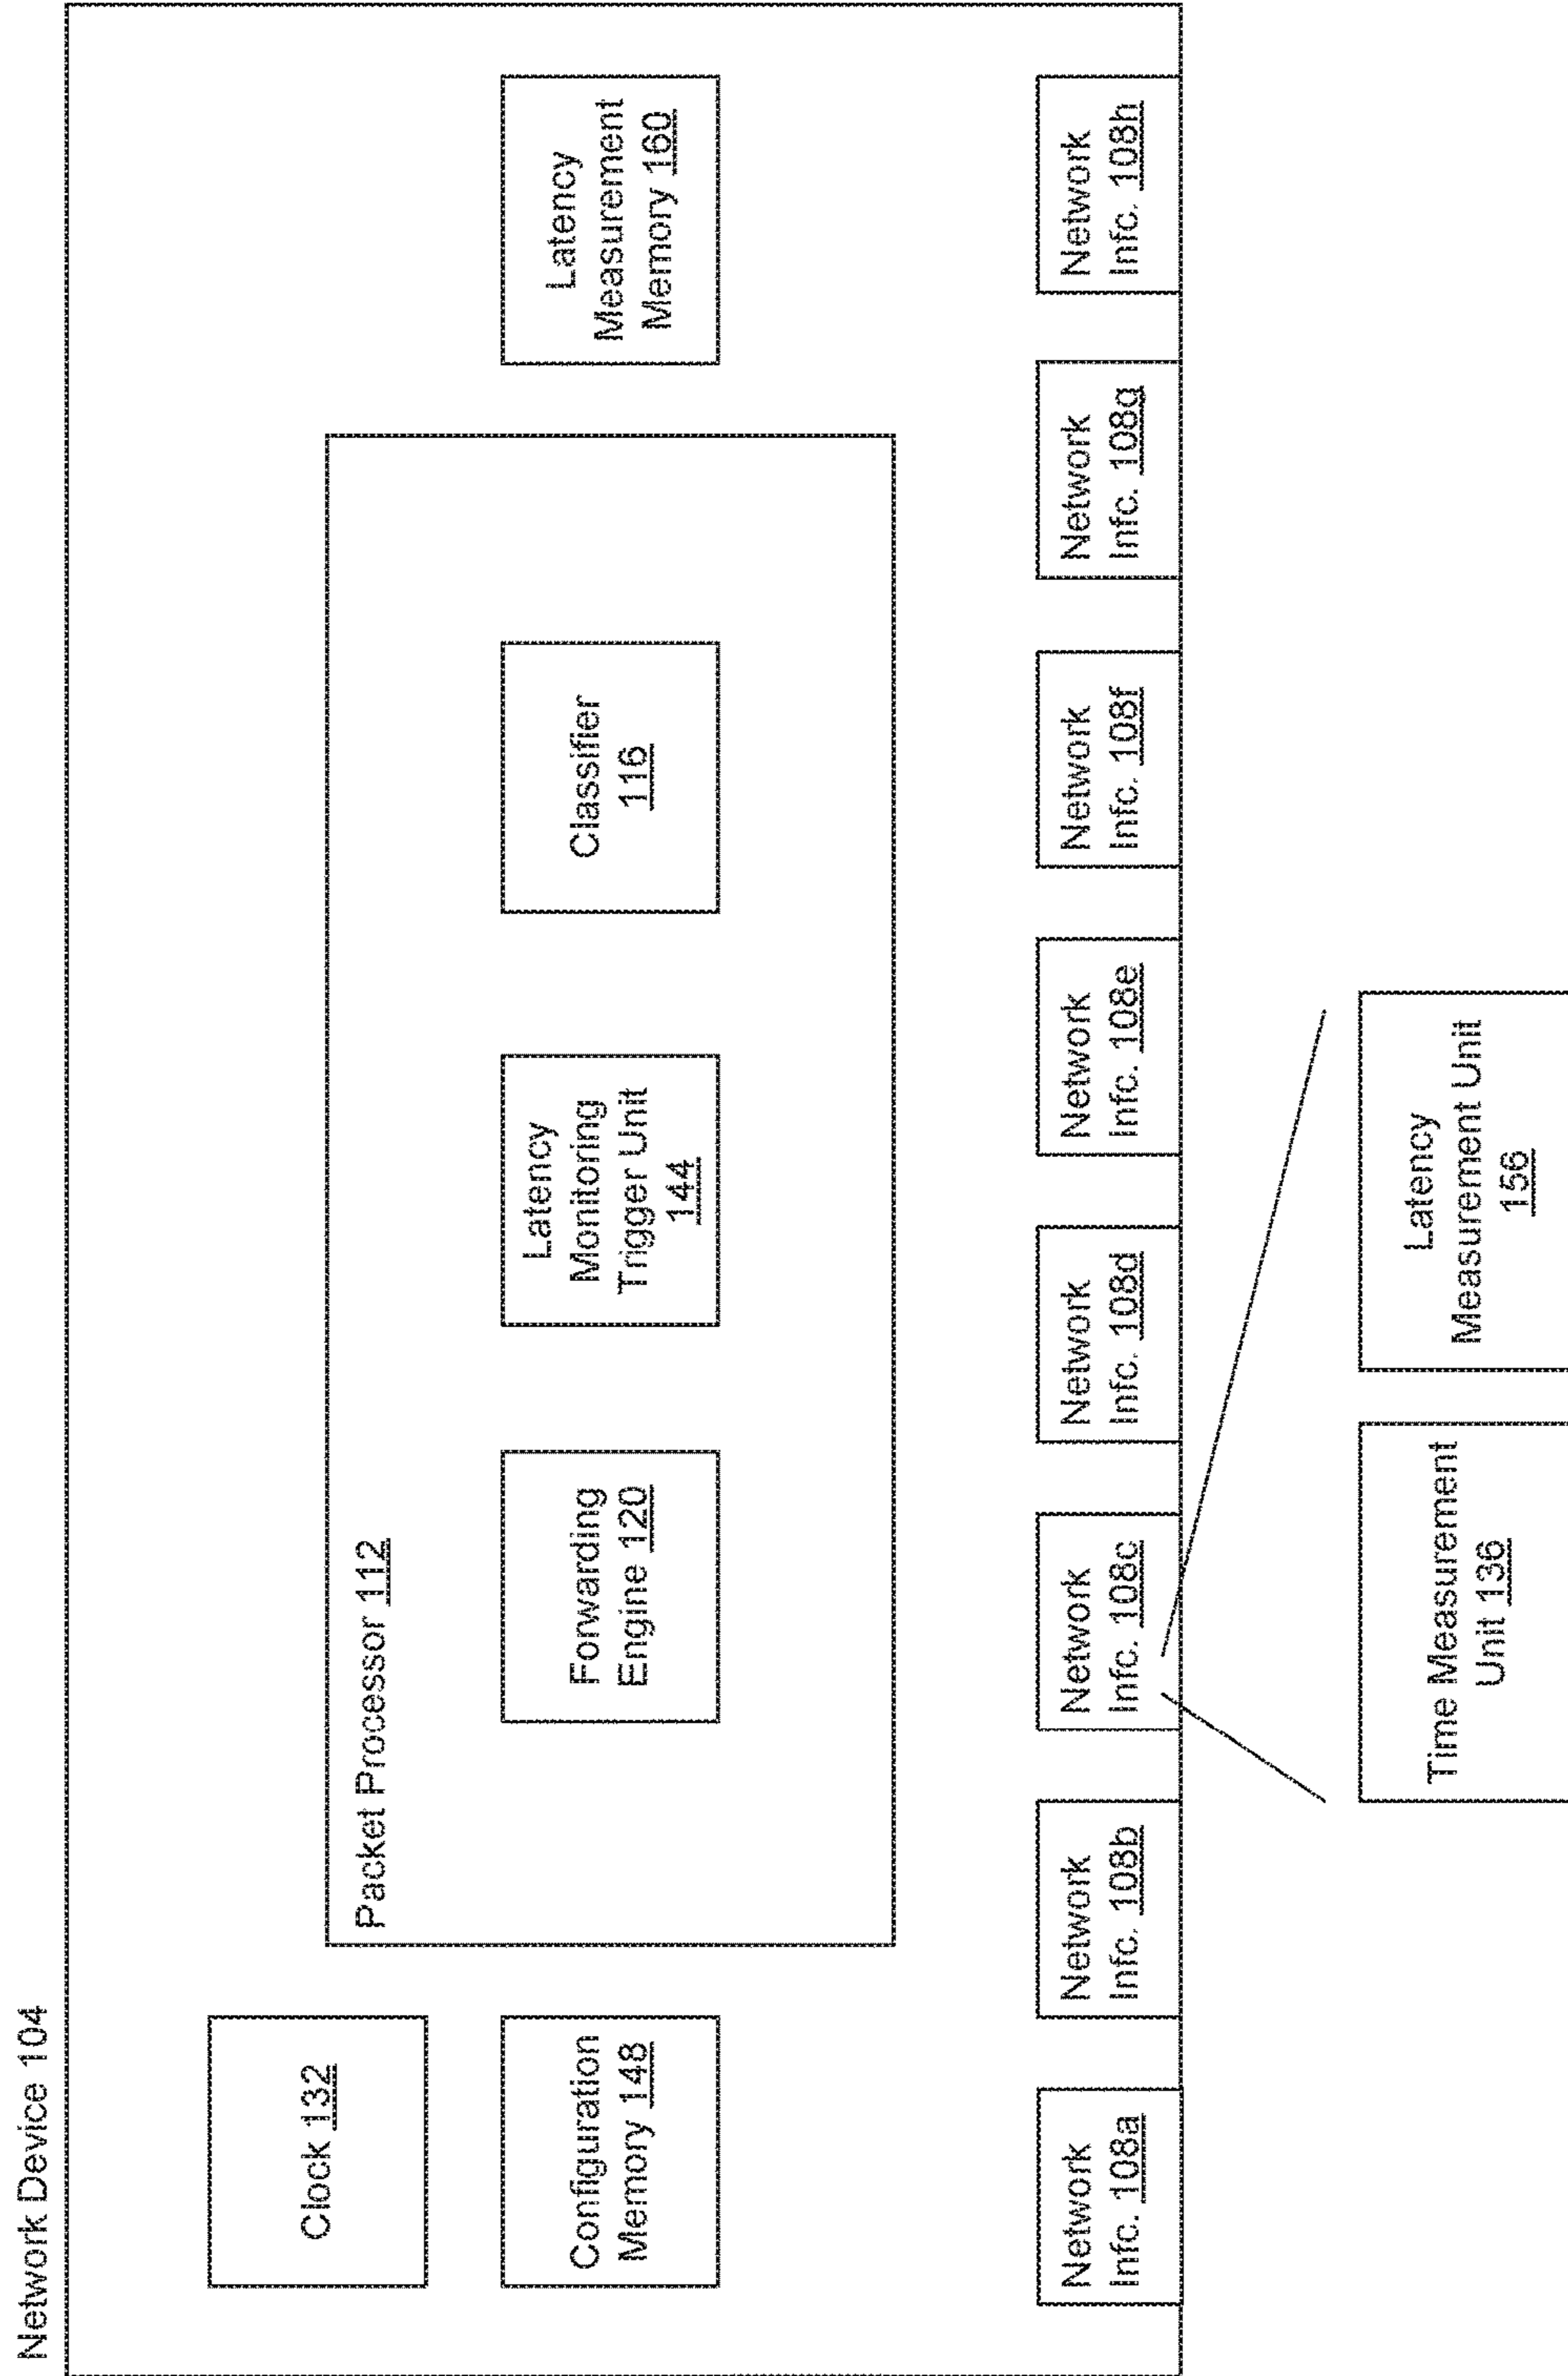 Network Device 104
Clock 132
Configuration
Memory 148
Packet Processor 112
Forwarding
Engine 120
Latency
Monitoring
Trigger Unit
144
Classifier
116
Latency
Measurement
Memory 160
Network
Infc. 108a
Network
Infc. 108b
Network
Infc. 108c
Network
Infc. 108d
Network
Infc. 108e
Network
Infc. 108f
Network
Infc. 108g
Network
Infc. 108h
Time Measurement
Unit 136
Latency
Measurement Unit
156